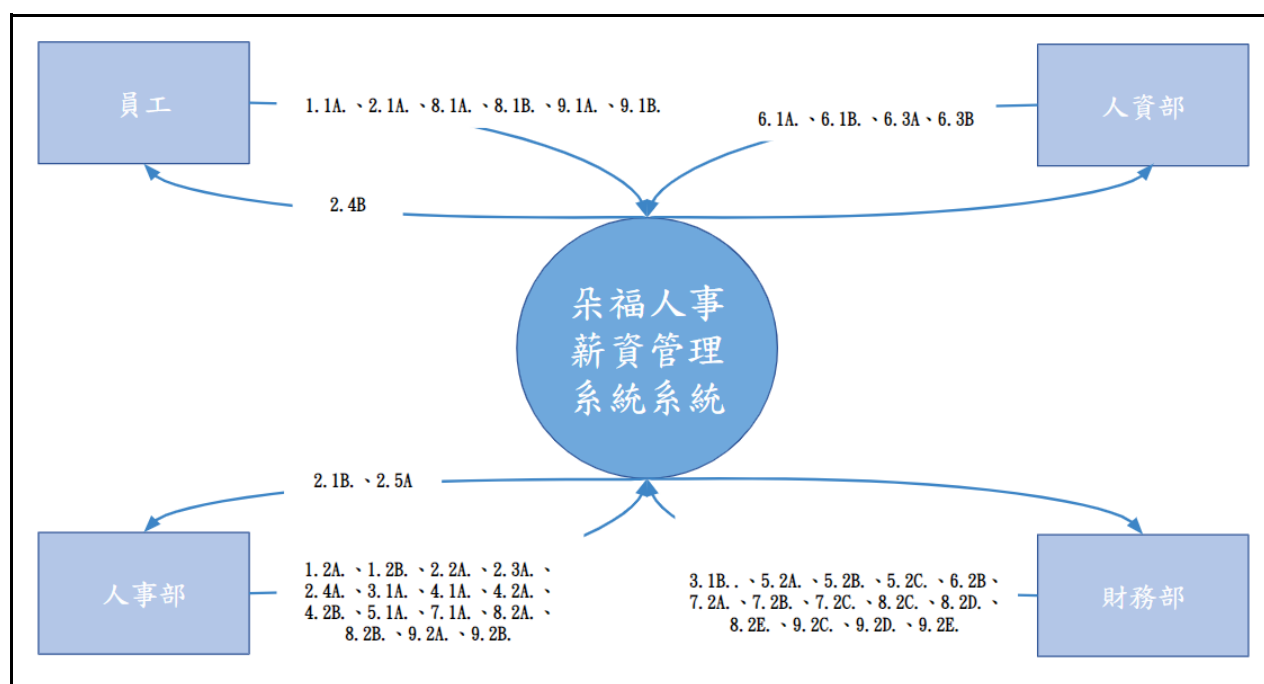 員工
1.1A.、2.1A.、8.1A.、8.1B.、9.1A.、9.1B.
6.1A.、6.1B.、6.3A、6.3B
人資部
2.4B
朵福人事
薪資管理
系統系統
2.1B.、2.5A
人事部
1.2A.、1.2B.、2.2A.、2.3A.、
2.4A.、3.1A.、4.1A.、4.2A.、
4.2B.、5.1A.、7.1A.、8.2A.、
8.2B.、9.2A.、9.2B.
3.1B..、5.2A.、5.2B.、5.2C.、6.2B、
7.2A.、7.2B.、7.2C.、8.2C.、8.2D.、
8.2E.、9.2C.、9.2D.、9.2E.
財務部